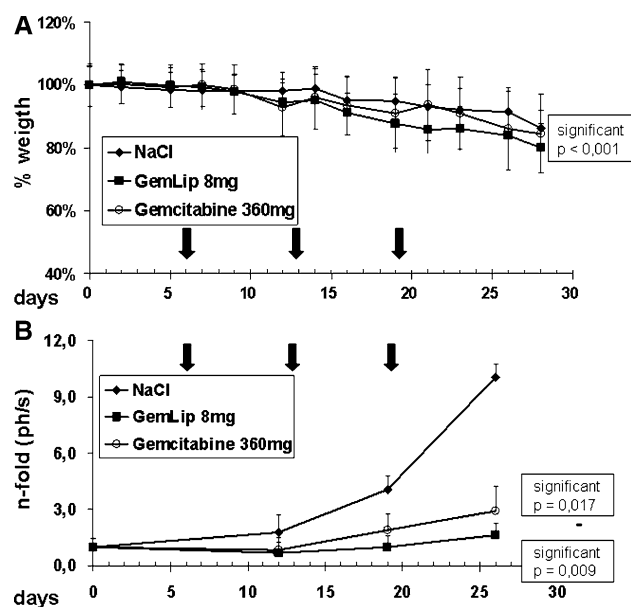 A
120%
100%
80%
60%
40%
% weigth
NaCl
GemLip 8mg
Gemcitabine 360mg
significant
p < 0,001
0 5 10 15 20 25 30
days
B
12,0
9,0
6,0
3,0
0,0
n-fold (ph/s)
NaCl
GemLip 8mg
Gemcitabine 360mg
significant
p = 0,017
-
significant
p = 0,009
0 5 10 15 20 25 30
days